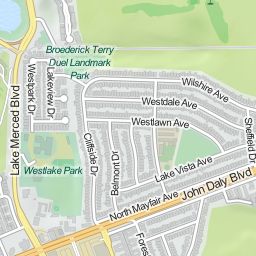 Broederick Terry
Duel Landmark
Park
Wilshire Ave
Westdale Ave
Westlawn Ave
Sheffield Dr
Lakeview Dr
Westpark Dr
Lake Merced Blvd
Westlake Park
Cliffside Dr
Belmont Dr
Lake Vista Ave
John Daly Blvd
North Mayfair Ave
Fores